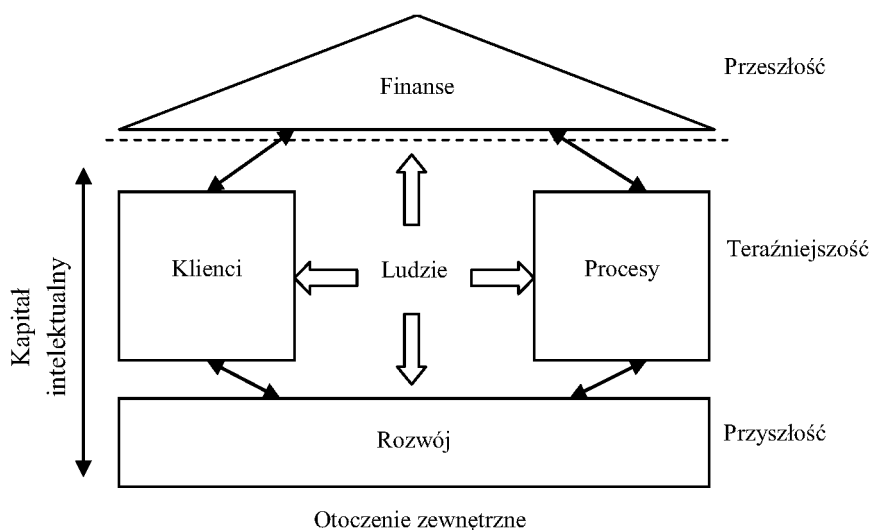 Przeszłość
Finanse
Teraźniejszość
Klienci
Ludzie
Procesy
Kapitał
intelektualny
Przyszłość
Rozwój
Otoczenie zewnętrzne